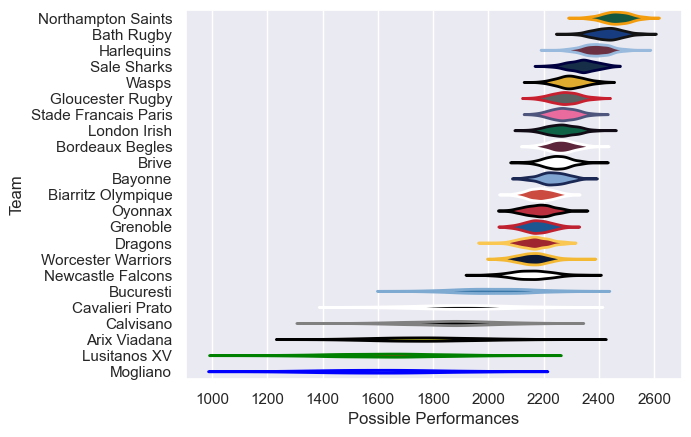 Northampton Saints
Bath Rugby
Harlequins
Sale Sharks
Wasps
Gloucester Rugby
Stade Francais Paris
London Irish
Bordeaux Begles
Brive
Bayonne
Biarritz Olympique
Oyonnax
Grenoble
Dragons
Worcester Warriors
Newcastle Falcons
Bucuresti
Cavalieri Prato
Calvisano
Arix Viadana
Lusitanos XV
Mogliano
Team
1000 1200 1400 1600 1800 2000 2200 2400 2600
Possible Performances